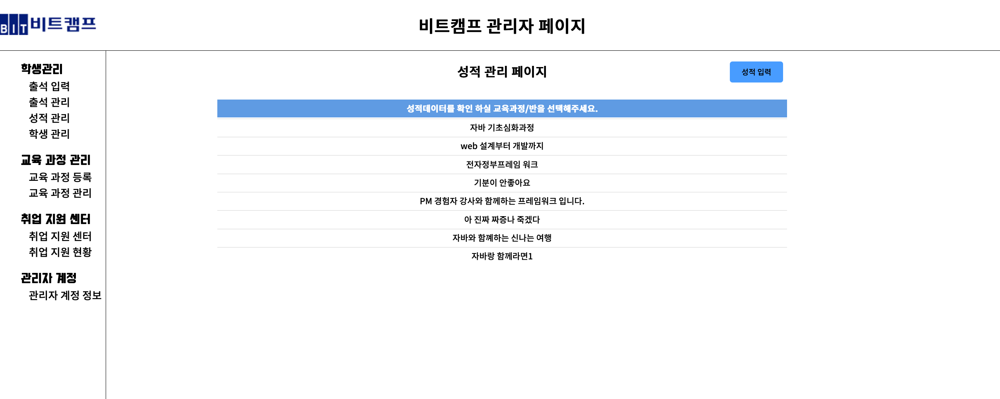 BIT 비트캠프
비트캠프 관리자 페이지
학생관리
출석 입력
출석 관리
성적 관리
학생 관리
교육 과정 관리
교육 과정 등록
교육 과정 관리
취업 지원 센터
취업 지원 센터
취업 지원 현황
관리자 계정
관리자 계정 정보
성적 관리 페이지
성적 입력
성적데이터를 확인 하실 교육과정/반을 선택해주세요.
자바 기초심화과정
web 설계부터 개발까지
전자정부프레임 워크
기분이 안좋아요
PM 경험자 강사와 함께하는 프레임워크 입니다.
아 진짜 짜증나 죽겠다
자바와 함꼐하는 신나는 여행
자바랑 함께라면1